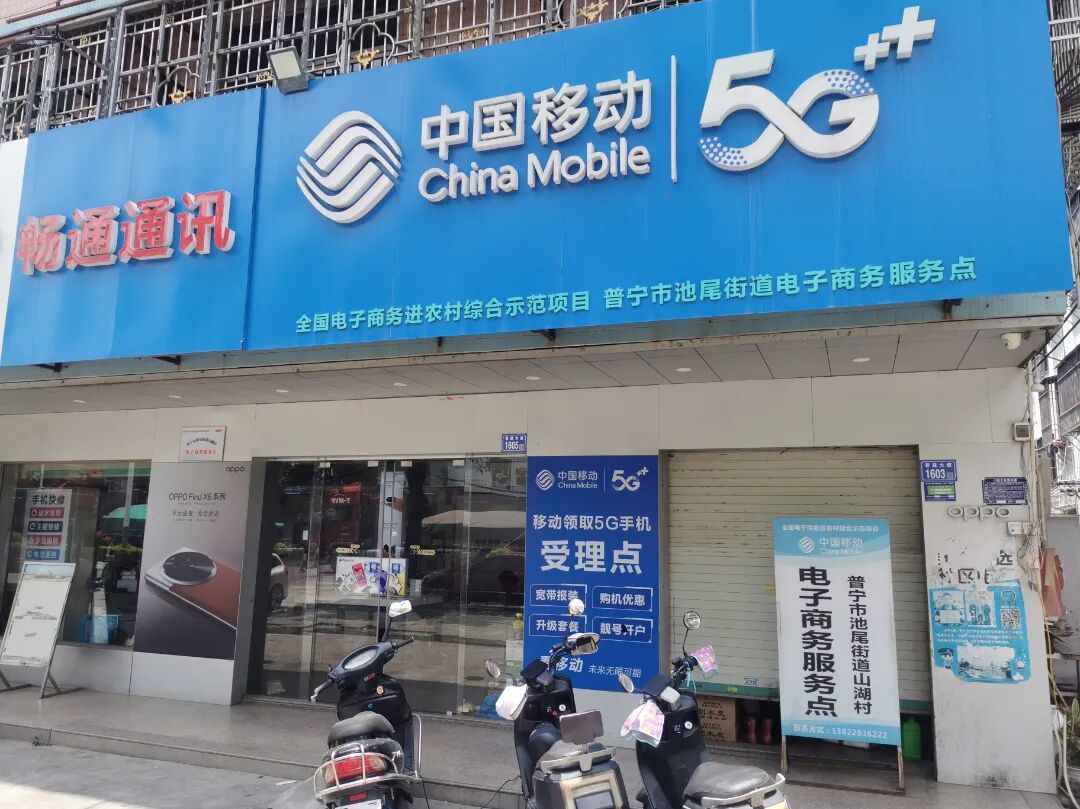 畅通通讯
中国移动
China Mobile
5G++
全国电子商务进农村综合示范项目 普宁市池尾街道电子商务服务点
手机快修
OPPO
OPPO Find X6 系列
1605
中国移动
China Mobile
5G++
移动领取5G手机
受理点
宽带报装
购机优惠
升级套餐
靓号开户
移动 未来无限可能
1603
OPPO
全国电子商务进农村综合示范项目
中国移动
China Mobile
普宁市池尾街道山湖村
电子商务服务点
联系方式：13822936222